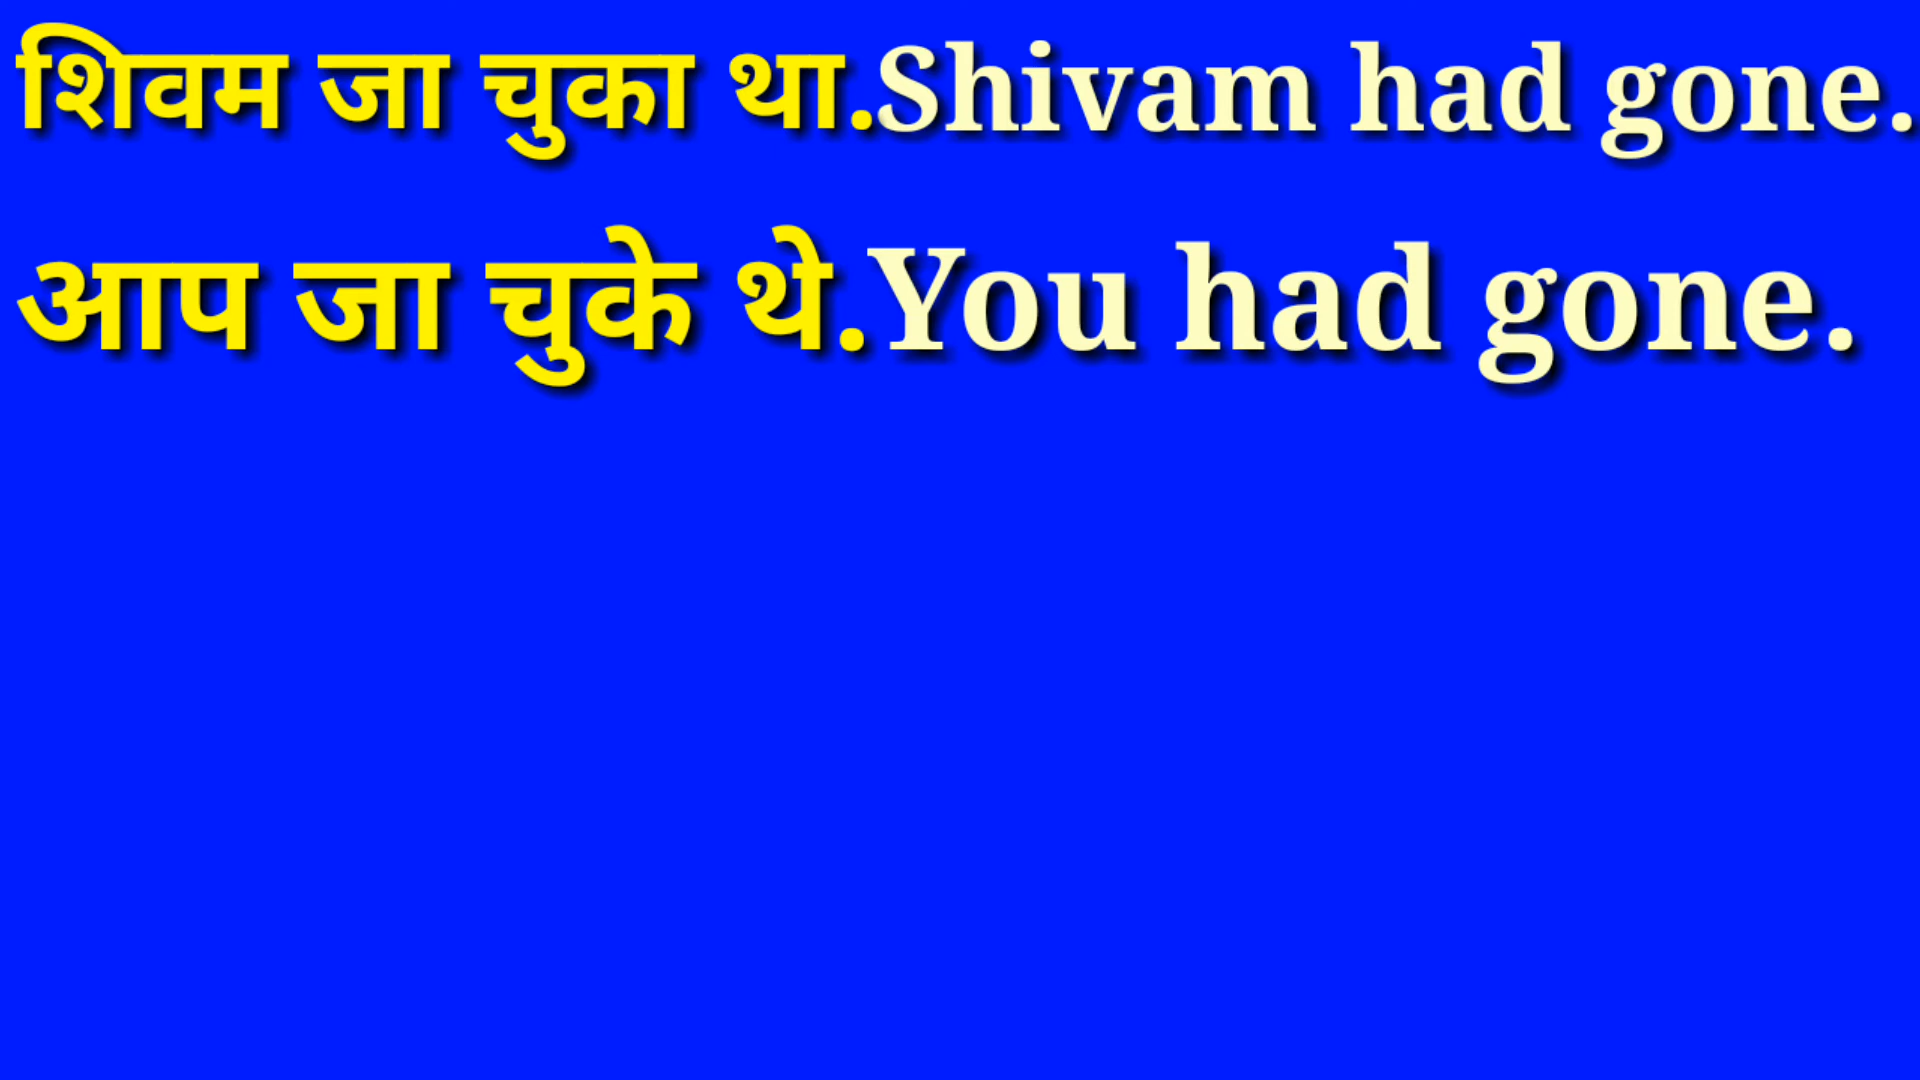 शिवम जा चुका था.Shivam had gone.
आप जा चुके थे.You had gone.